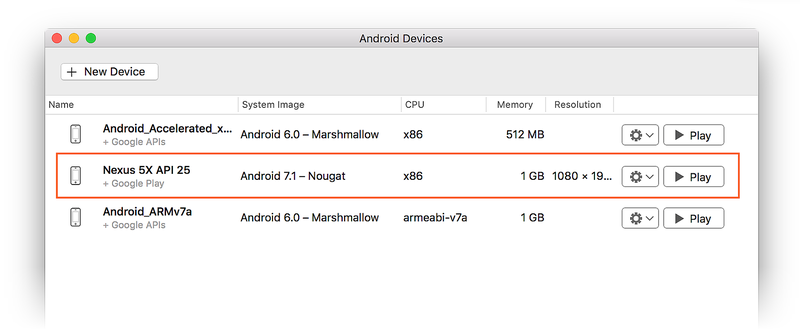 Android Devices
+ New Device
Name System Image CPU Memory Resolution
Android_Accelerated_x... Android 6.0 – Marshmallow x86 512 MB Play
+ Google APIs
Nexus 5X API 25 Android 7.1 – Nougat x86 1 GB 1080 × 19... Play
+ Google Play
Android_ARMv7a Android 6.0 – Marshmallow armeabi-v7a 1 GB Play
+ Google APIs